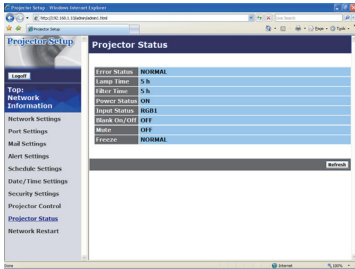 Projector Setup - Windows Internet Explorer
Projector Setup
Projector Setup
Logoff
Top:
Network
Information
Network Settings
Port Settings
Mail Settings
Alert Settings
Schedule Settings
Date/Time Settings
Security Settings
Projector Control
Projector Status
Network Restart
Projector Status
Error Status NORMAL
Lamp Time 5 h
Filter Time 5 h
Power Status ON
Input Status RGB1
Blank On/Off OFF
Mute OFF
Freeze NORMAL
Refresh
Done
Internet
100%